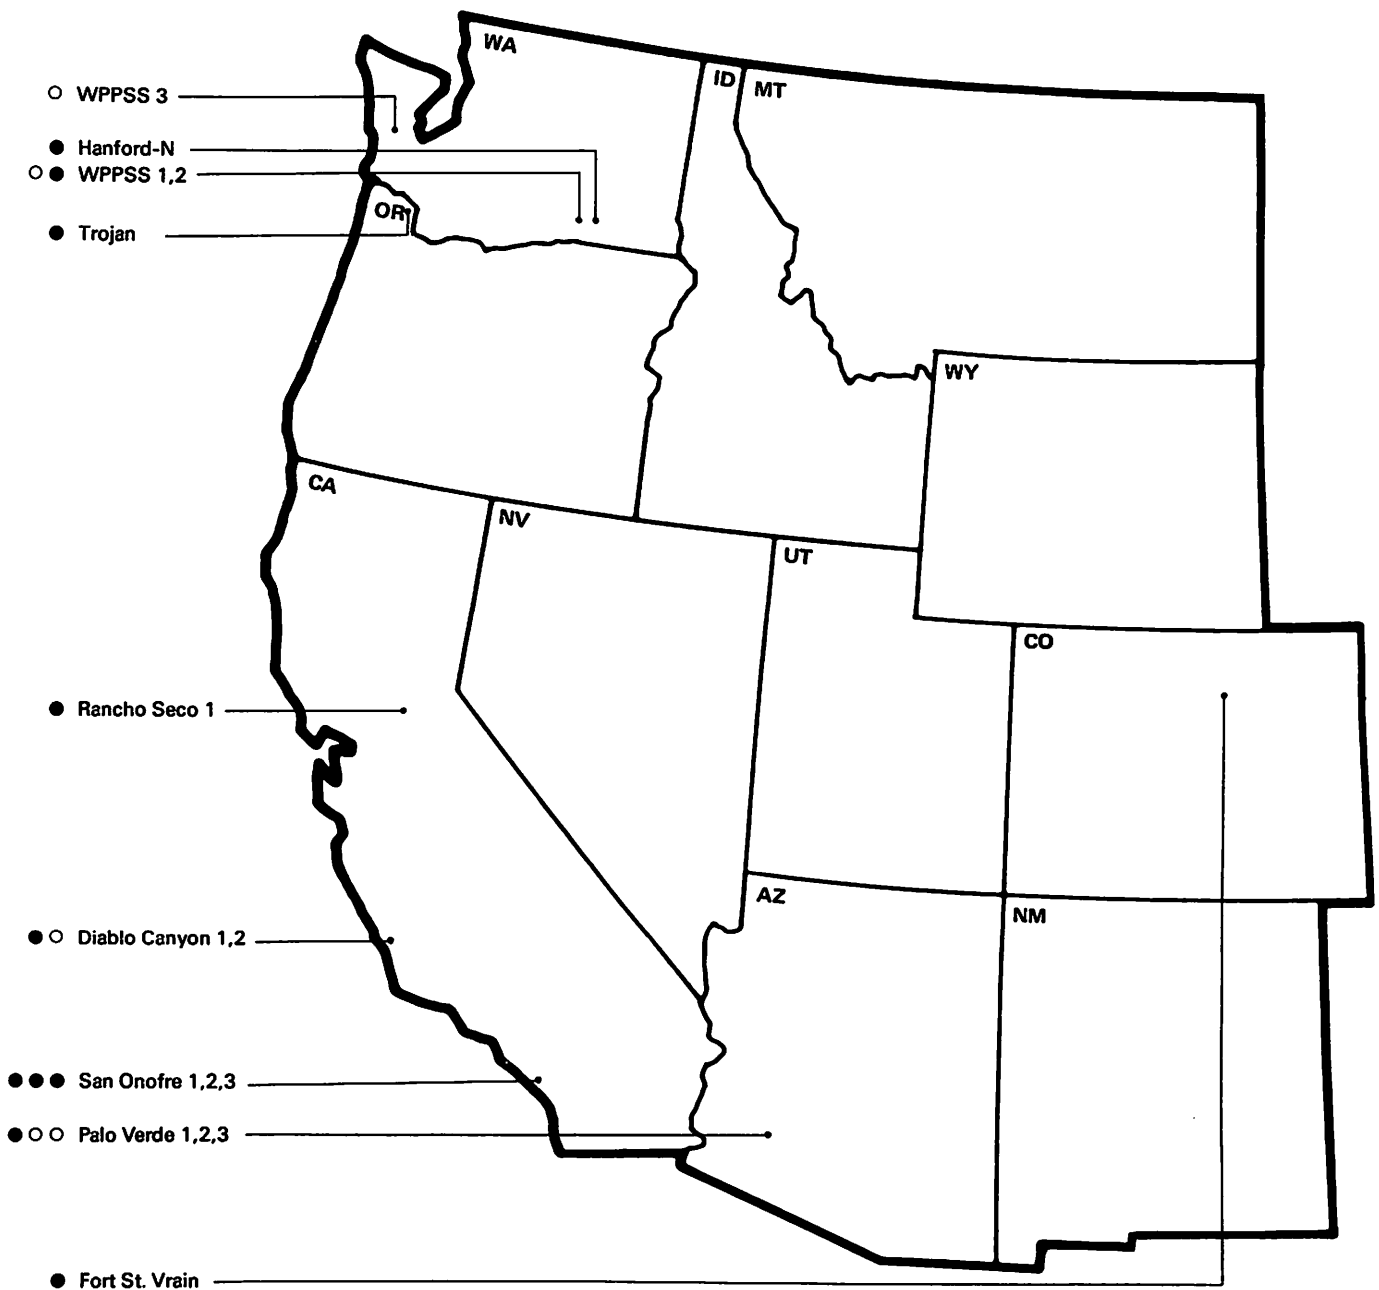 WA
ID
MT
WPPSS 3
Hanford-N
WPPSS 1,2
OR
Trojan
WY
CA
NV
UT
CO
Rancho Seco 1
AZ
NM
Diablo Canyon 1,2
San Onofre 1,2,3
Palo Verde 1,2,3
Fort St. Vrain